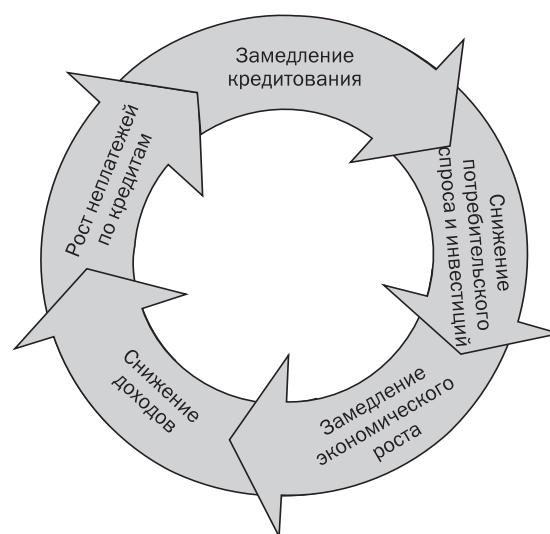 Замедление
кредитования
Снижение
потребительского
спроса и инвестиций
Замедление
экономического
роста
Снижение
доходов
Рост неплатежей
по кредитам